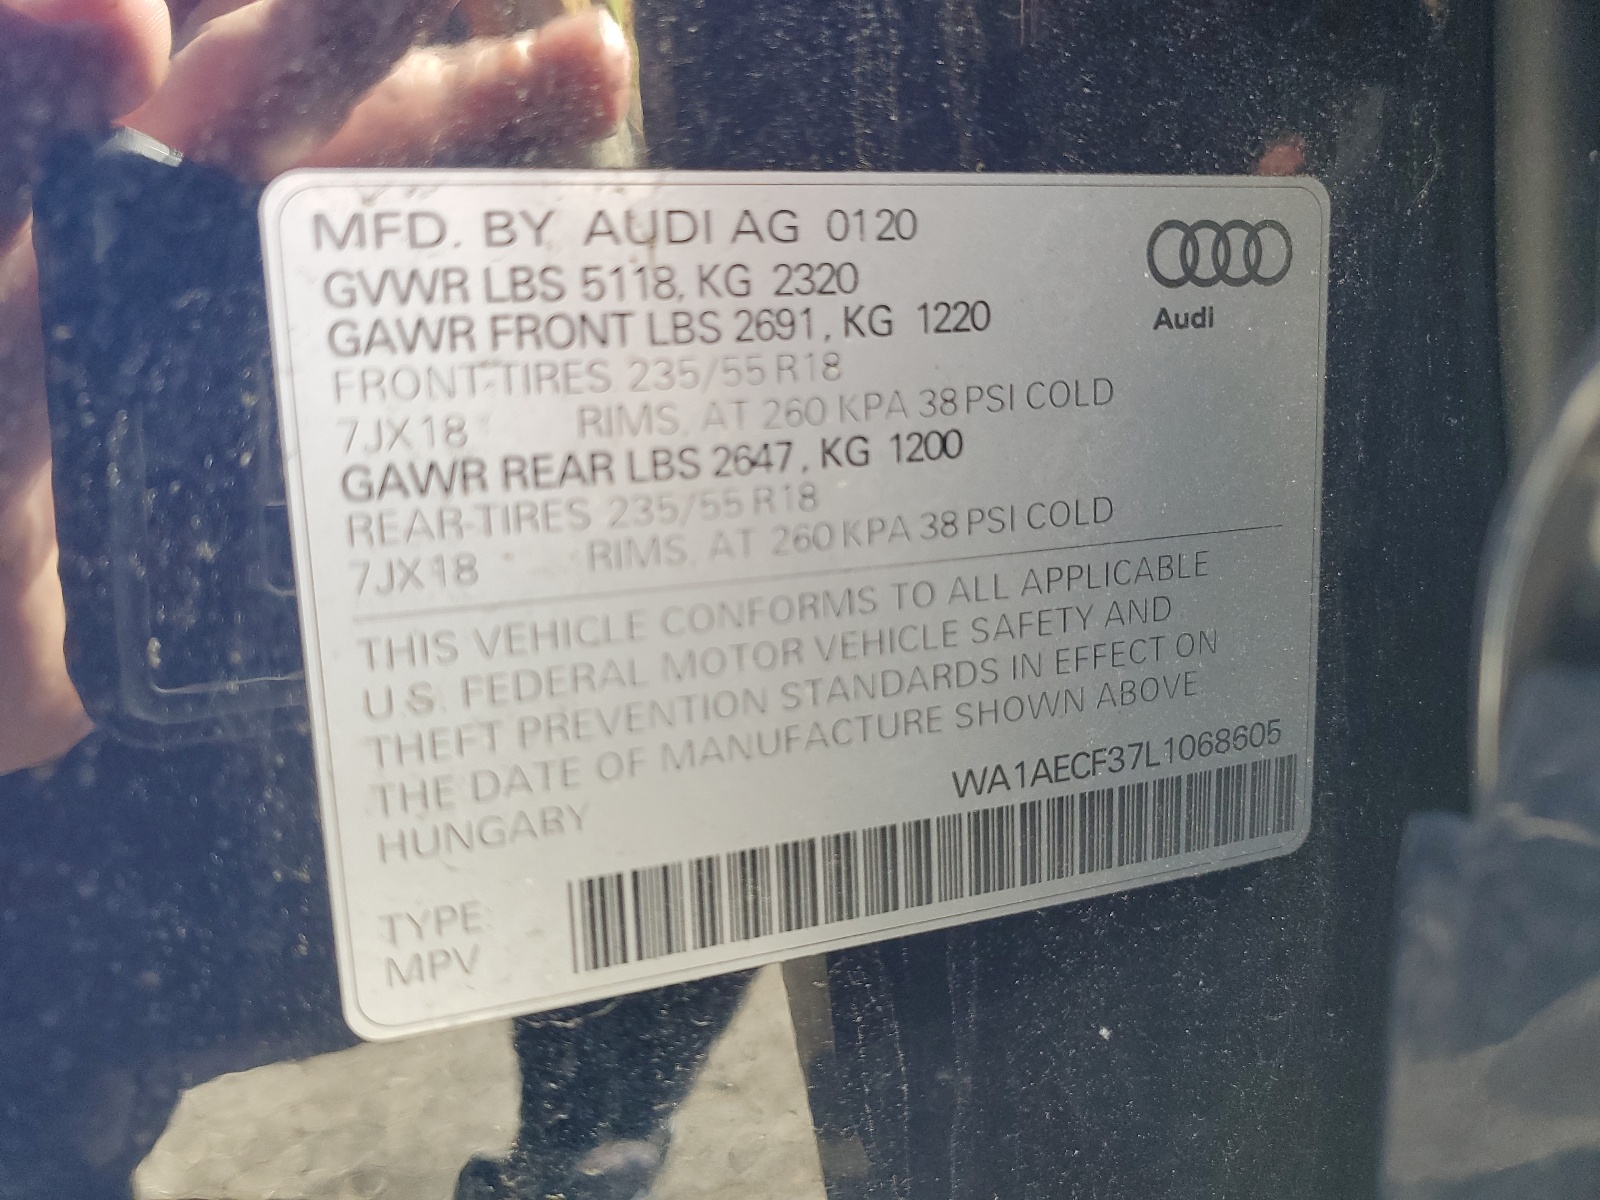 MFD. BY AUDI AG 0120
GVWR LBS 5118, KG 2320
GAWR FRONT LBS 2691, KG 1220
FRONT-TIRES 235/55 R18
7JX18 RIMS, AT 260 KPA 38 PSI COLD
GAWR REAR LBS 2647, KG 1200
REAR-TIRES 235/55 R18
7JX18 RIMS, AT 260 KPA 38 PSI COLD
THIS VEHICLE CONFORMS TO ALL APPLICABLE
U.S. FEDERAL MOTOR VEHICLE SAFETY AND
THEFT PREVENTION STANDARDS IN EFFECT ON
THE DATE OF MANUFACTURE SHOWN ABOVE
HUNGARY
WA1AECF37L1068605
TYPE:
MPV
Audi